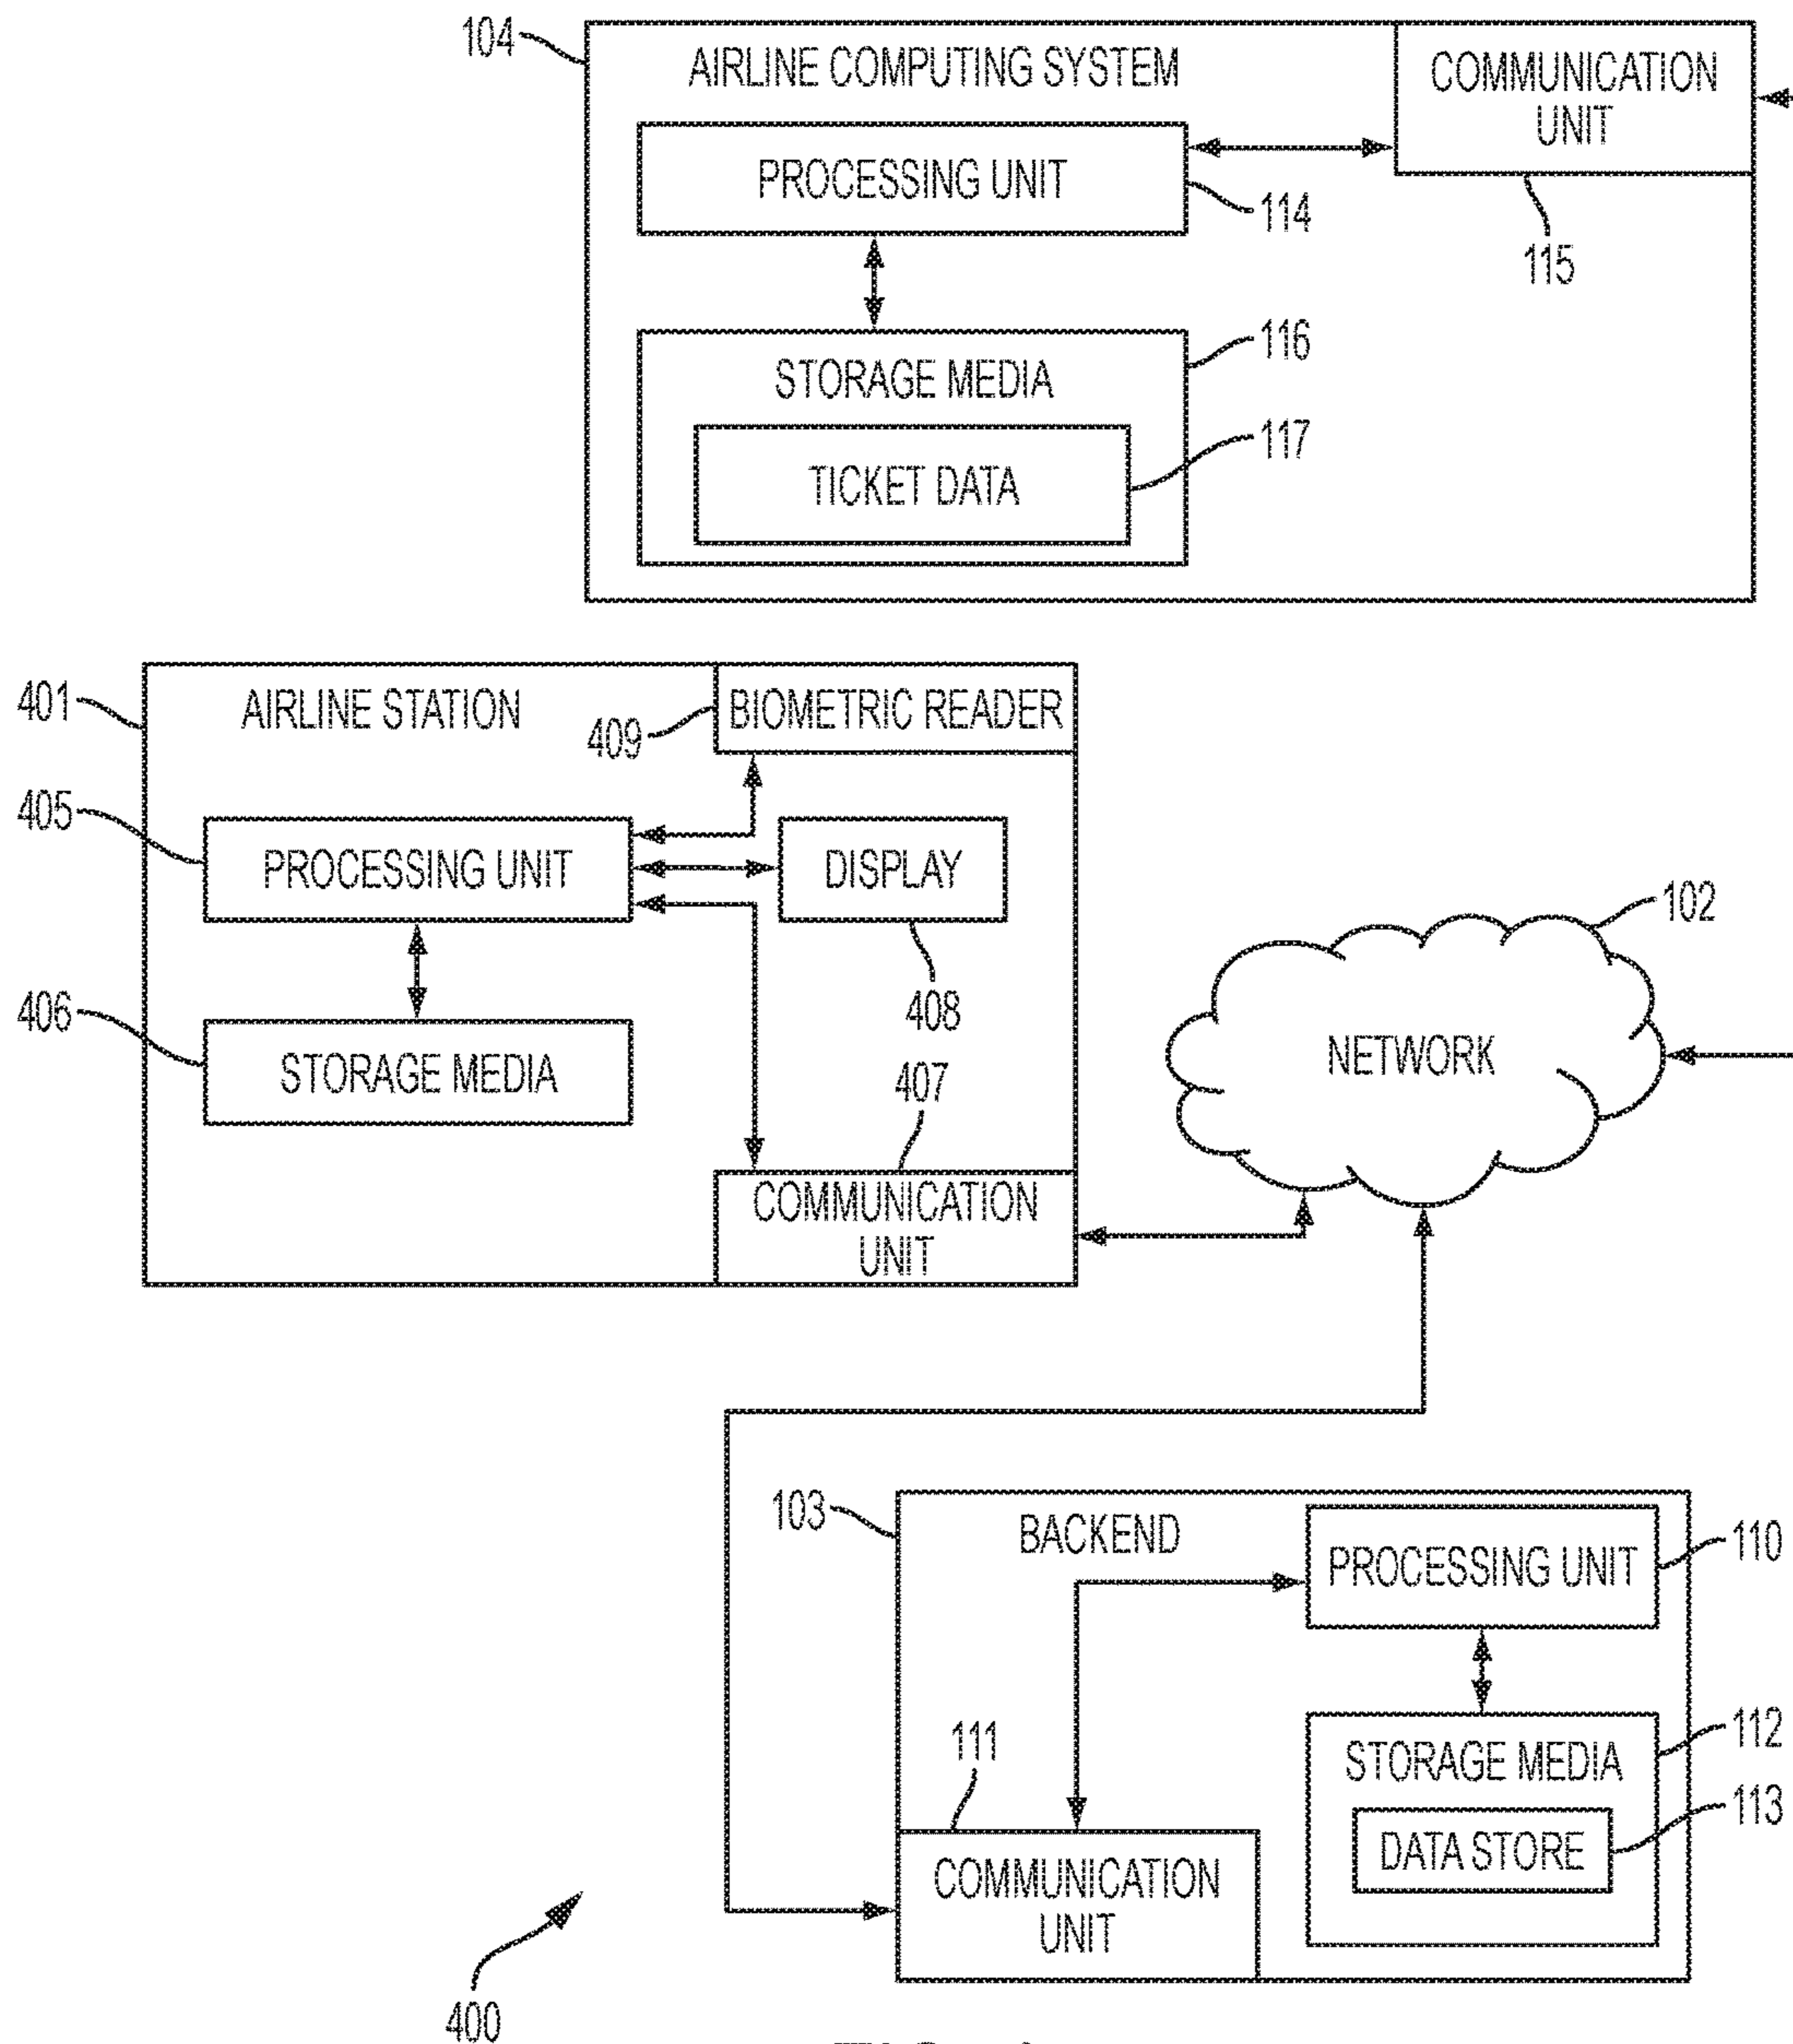 104
AIRLINE COMPUTING SYSTEM
COMMUNICATION
UNIT
PROCESSING UNIT
114
115
STORAGE MEDIA
116
TICKET DATA
117
401
AIRLINE STATION
409
BIOMETRIC READER
405
PROCESSING UNIT
DISPLAY
408
406
STORAGE MEDIA
407
COMMUNICATION
UNIT
102
NETWORK
103
BACKEND
PROCESSING UNIT
110
111
STORAGE MEDIA
112
DATA STORE
113
COMMUNICATION
UNIT
400